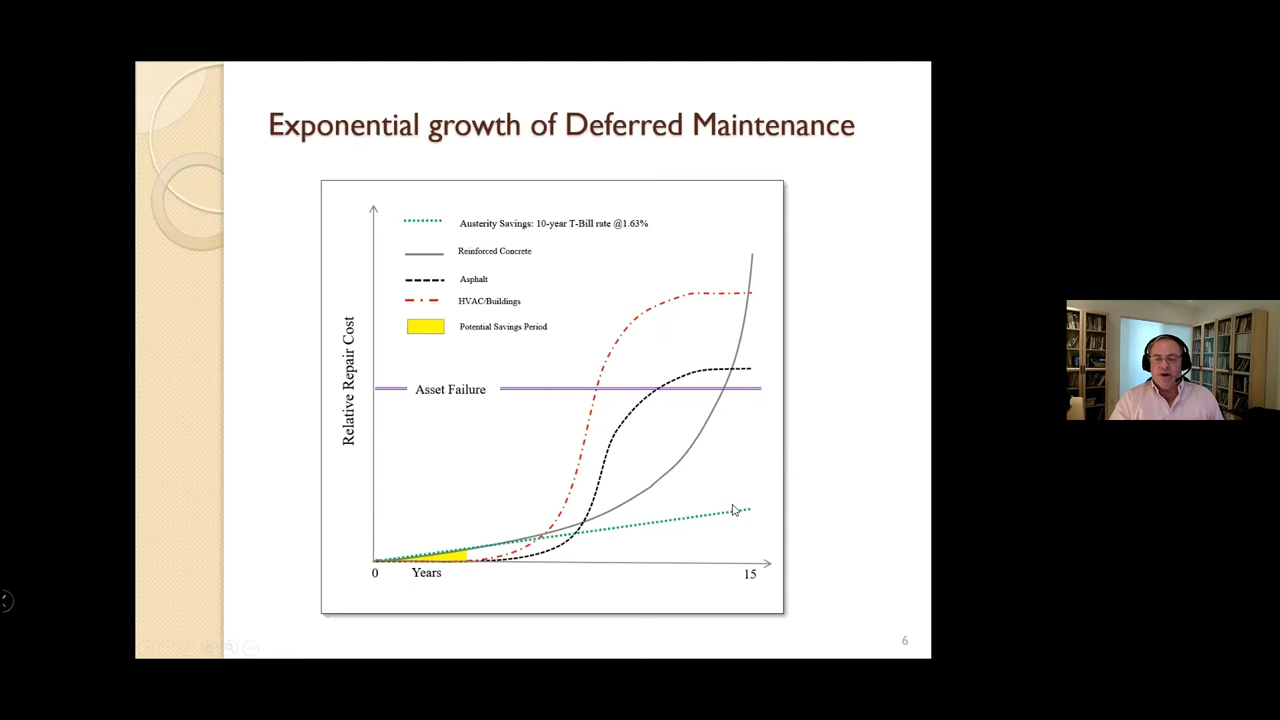 Exponential growth of Deferred Maintenance
Austerity Savings: 10-year T-Bill rate @1.63%
Reinforced Concrete
Asphalt
HVAC/Buildings
Potential Savings Period
Relative Repair Cost
Asset Failure
0
Years
15
6